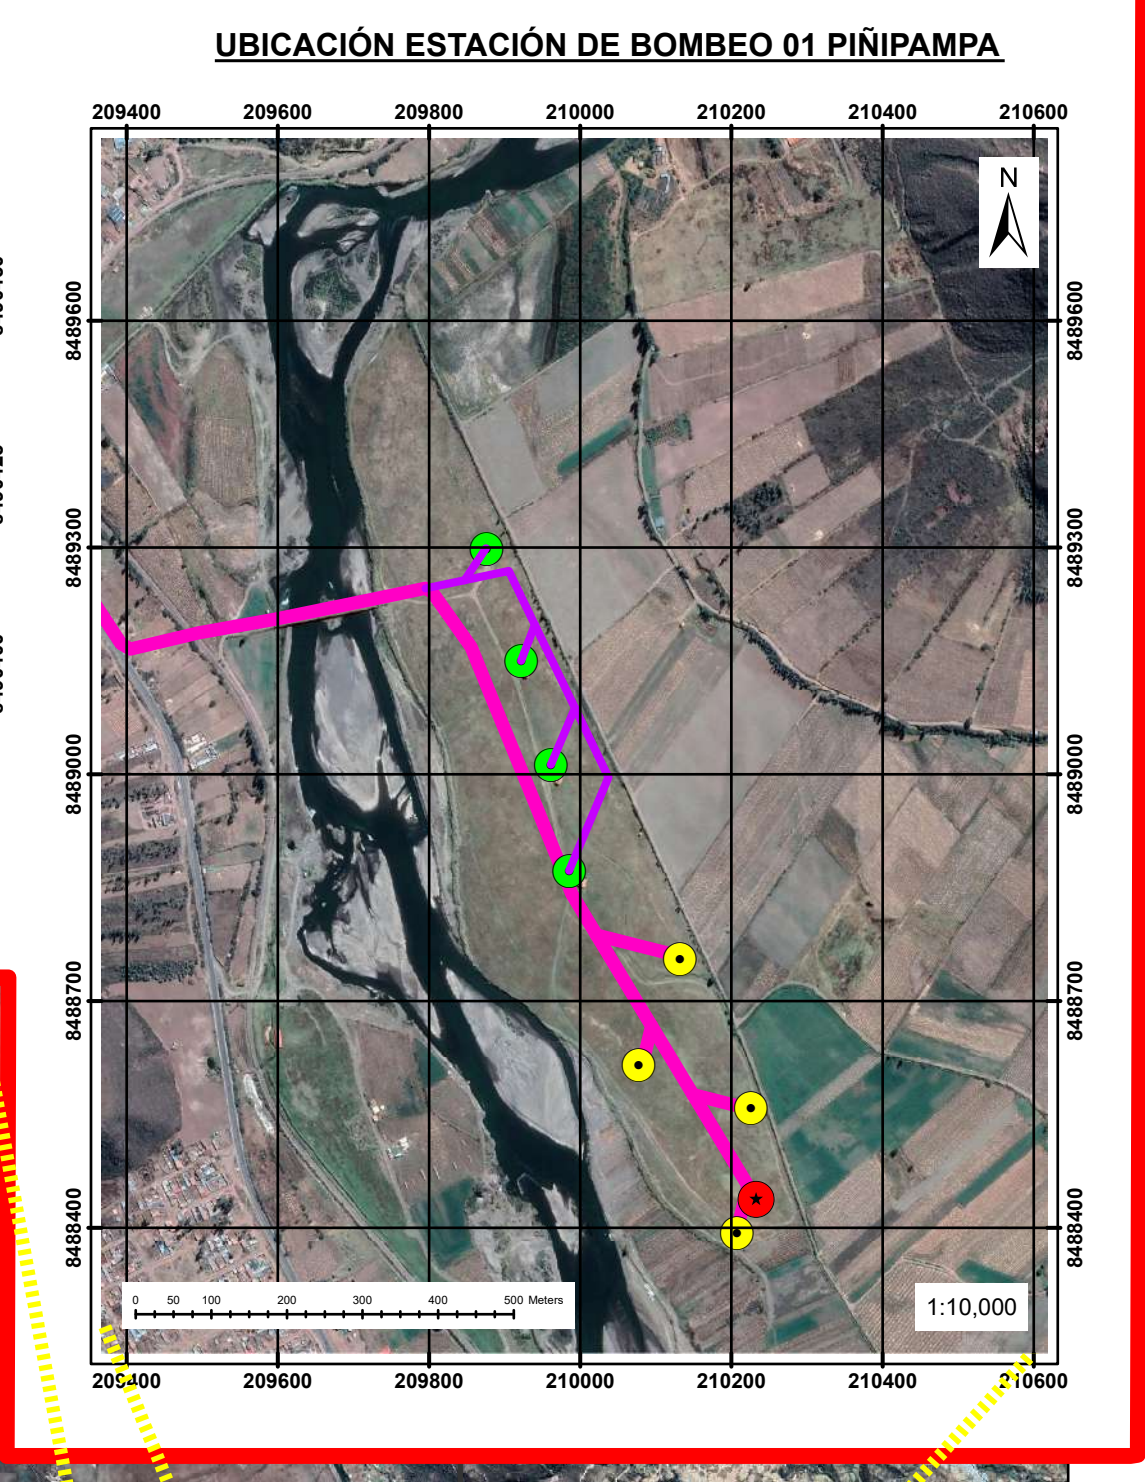 UBICACIÓN ESTACIÓN DE BOMBEO 01 PIÑIPAMPA
209400 209600 209800 210000 210200 210400 210600
N
8489600 8489600
8489300 8489300
8489000 8489000
8488700 8488700
8488400 8488400
0 50 100 200 300 400 500 Meters
1:10,000
209400 209600 209800 210000 210200 210400 210600